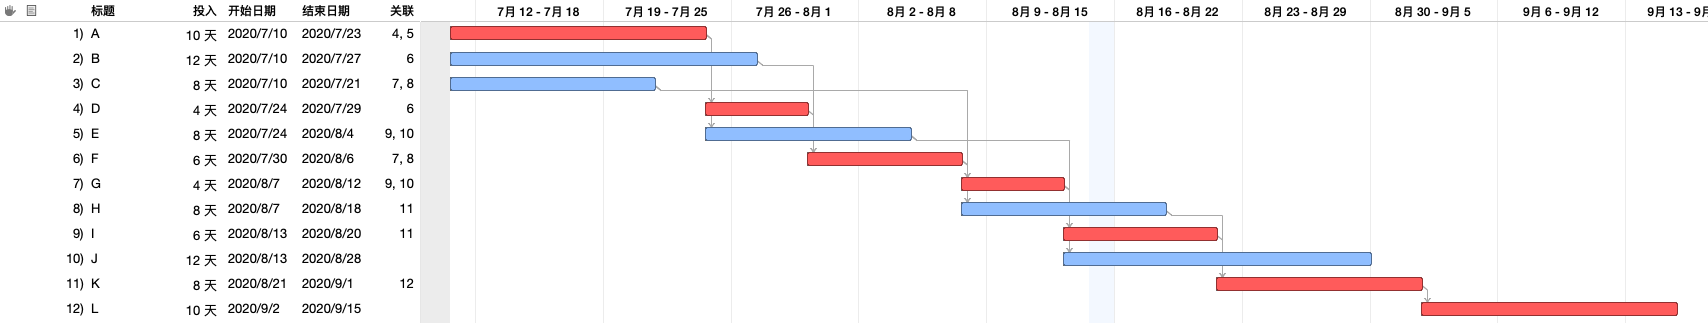 标题 投入 开始日期 结束日期 关联 7月 12 - 7月 18 7月 19 - 7月 25 7月 26 - 8月 1 8月 2 - 8月 8 8月 9 - 8月 15 8月 16 - 8月 22 8月 23 - 8月 29 8月 30 - 9月 5 9月 6 - 9月 12 9月 13 - 9月
1) A 10 天 2020/7/10 2020/7/23 4, 5
2) B 12 天 2020/7/10 2020/7/27 6
3) C 8 天 2020/7/10 2020/7/21 7, 8
4) D 4 天 2020/7/24 2020/7/29 6
5) E 8 天 2020/7/24 2020/8/4 9, 10
6) F 6 天 2020/7/30 2020/8/6 7, 8
7) G 4 天 2020/8/7 2020/8/12 9, 10
8) H 8 天 2020/8/7 2020/8/18 11
9) I 6 天 2020/8/13 2020/8/20 11
10) J 12 天 2020/8/13 2020/8/28
11) K 8 天 2020/8/21 2020/9/1 12
12) L 10 天 2020/9/2 2020/9/15